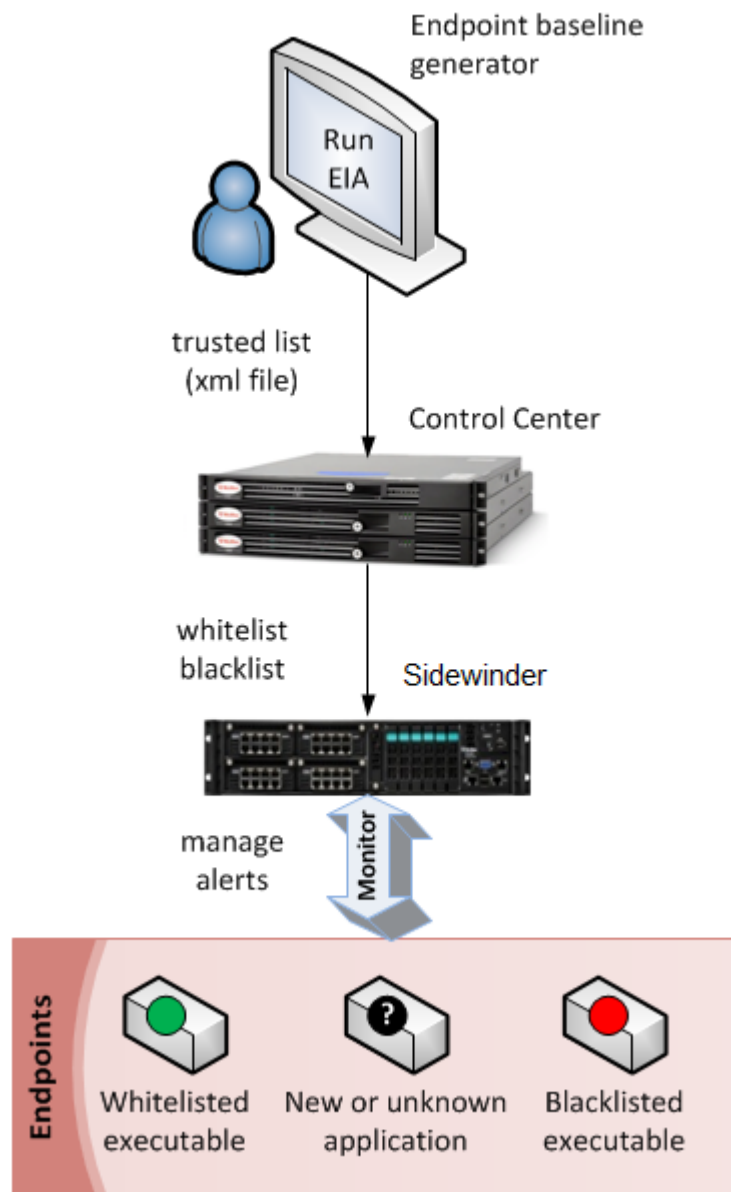 Endpoint baseline
generator
Run
EIA
trusted list
(xml file)
Control Center
whitelist
blacklist
Sidewinder
manage
alerts
Monitor
Endpoints
?
Whitelisted
executable
New or unknown
application
Blacklisted
executable